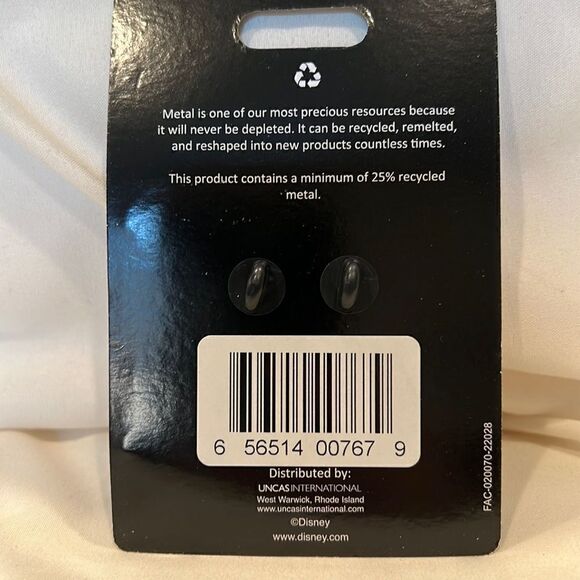 Metal is one of our most precious resources because
it will never be depleted. It can be recycled, remelted,
and reshaped into new products countless times.
This product contains a minimum of 25% recycled
metal.
6 56514 00767 9
Distributed by:
UNCASINTERNATIONAL
West Warwick, Rhode Island
www.uncasinternational.com
©Disney
www.disney.com
FAC-020070-22028